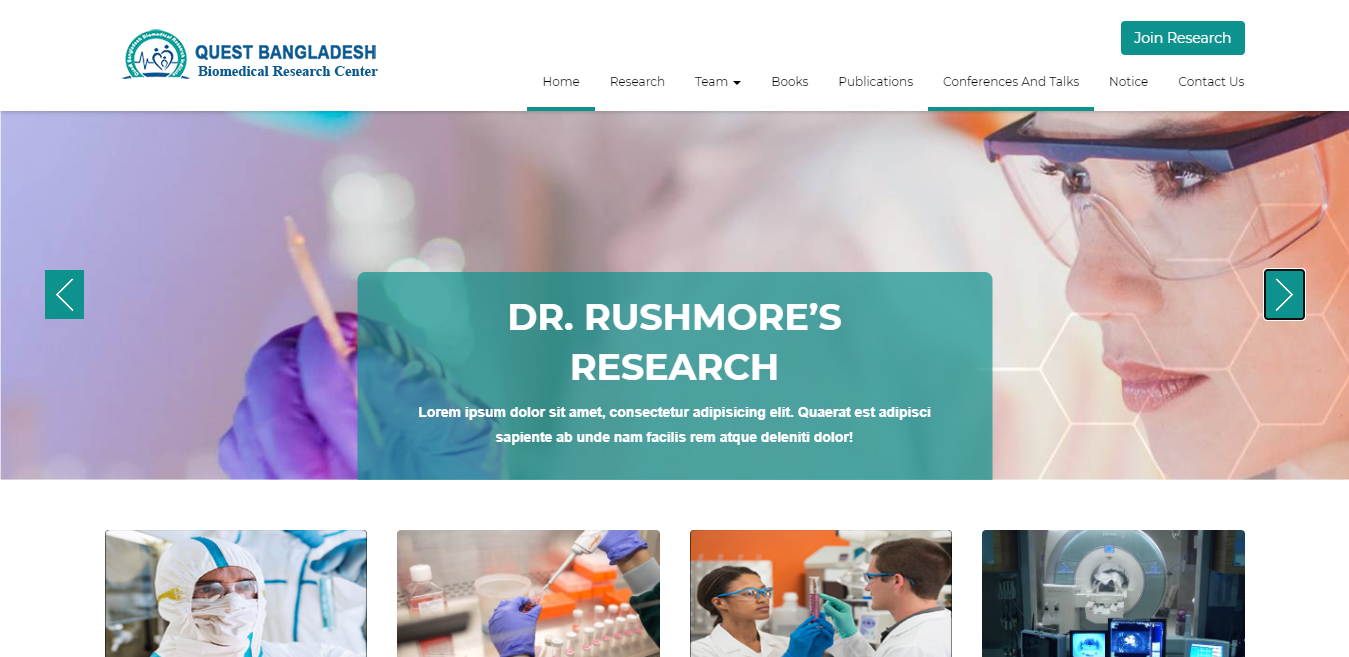 QUEST BANGLADESH
Biomedical Research Center
Join Research
Home
Research
Team
Books
Publications
Conferences And Talks
Notice
Contact Us
DR. RUSHMORE’S
RESEARCH
Lorem ipsum dolor sit amet, consectetur adipisicing elit. Quaerat est adipisci
sapiente ab unde nam facilis rem atque deleniti dolor!